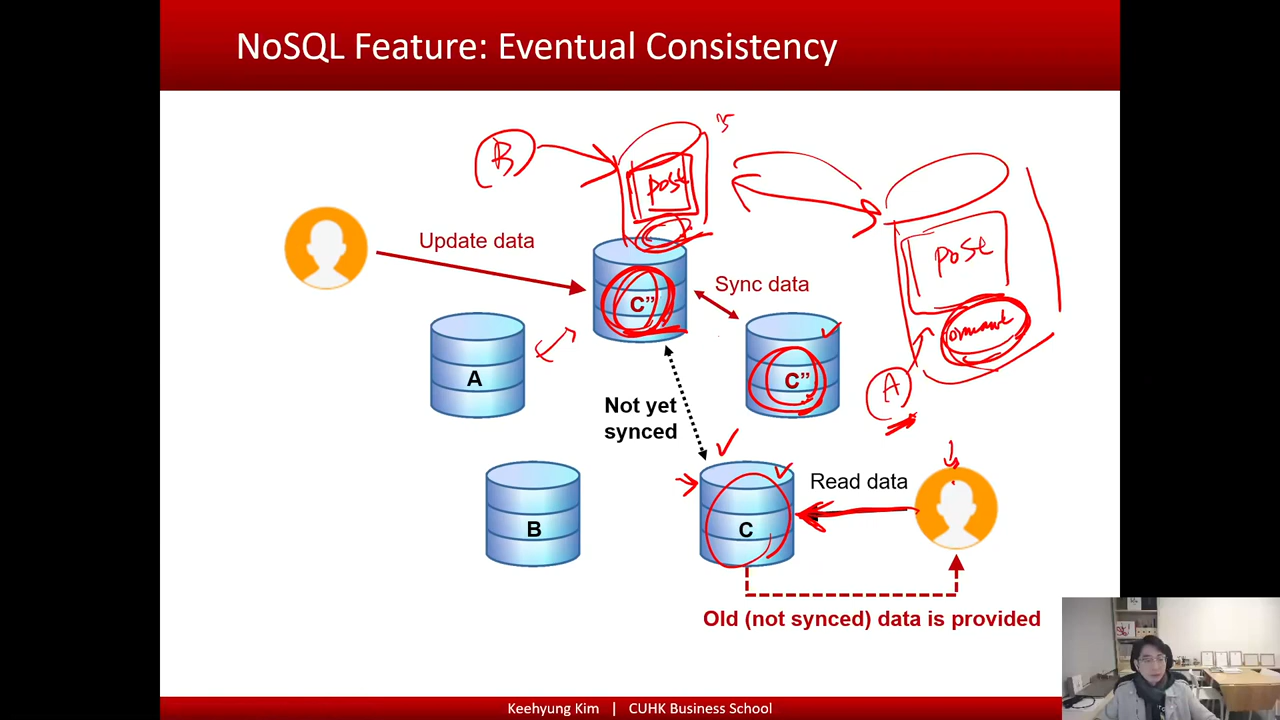 NoSQL Feature: Eventual Consistency
B
post
post
Update data
C”
Sync data
A
C”
A
Not yet
synced
Read data
B
C
Old (not synced) data is provided
Keehyung Kim | CUHK Business School